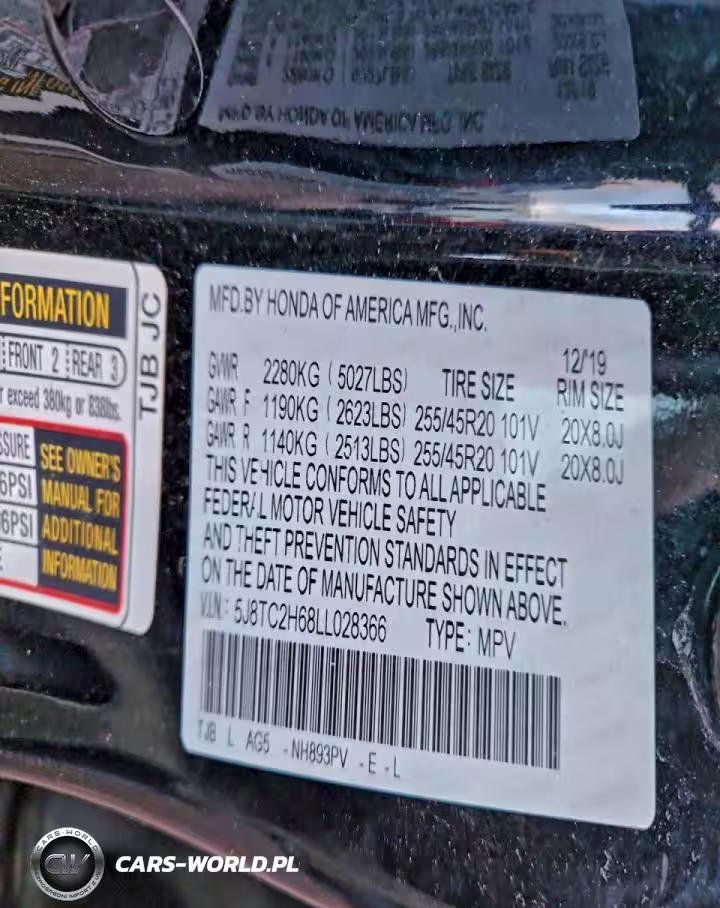 MFD.BY HONDA OF AMERICA MFG.,INC.
12/'19
GVWR 2280KG (5027LBS) TIRE SIZE RIM SIZE
GAWR F 1190KG (2623LBS) 255/45R20 101V 20X8.0J
GAWR R 1140KG (2513LBS) 255/45R20 101V 20X8.0J
THIS VEHICLE CONFORMS TO ALL APPLICABLE
FEDERAL MOTOR VEHICLE SAFETY
AND THEFT PREVENTION STANDARDS IN EFFECT
ON THE DATE OF MANUFACTURE SHOWN ABOVE.
V.I.N.: 5J8TC2H68LL028366 TYPE: MPV
TJB L AG5 -NH893PV -E -L
FRONT 2 REAR 3
exceed 380kg or 838lbs.
TJB JC
SEE OWNER'S
MANUAL FOR
ADDITIONAL
INFORMATION
CARS-WORLD
CW
CARS-WORLD.PL